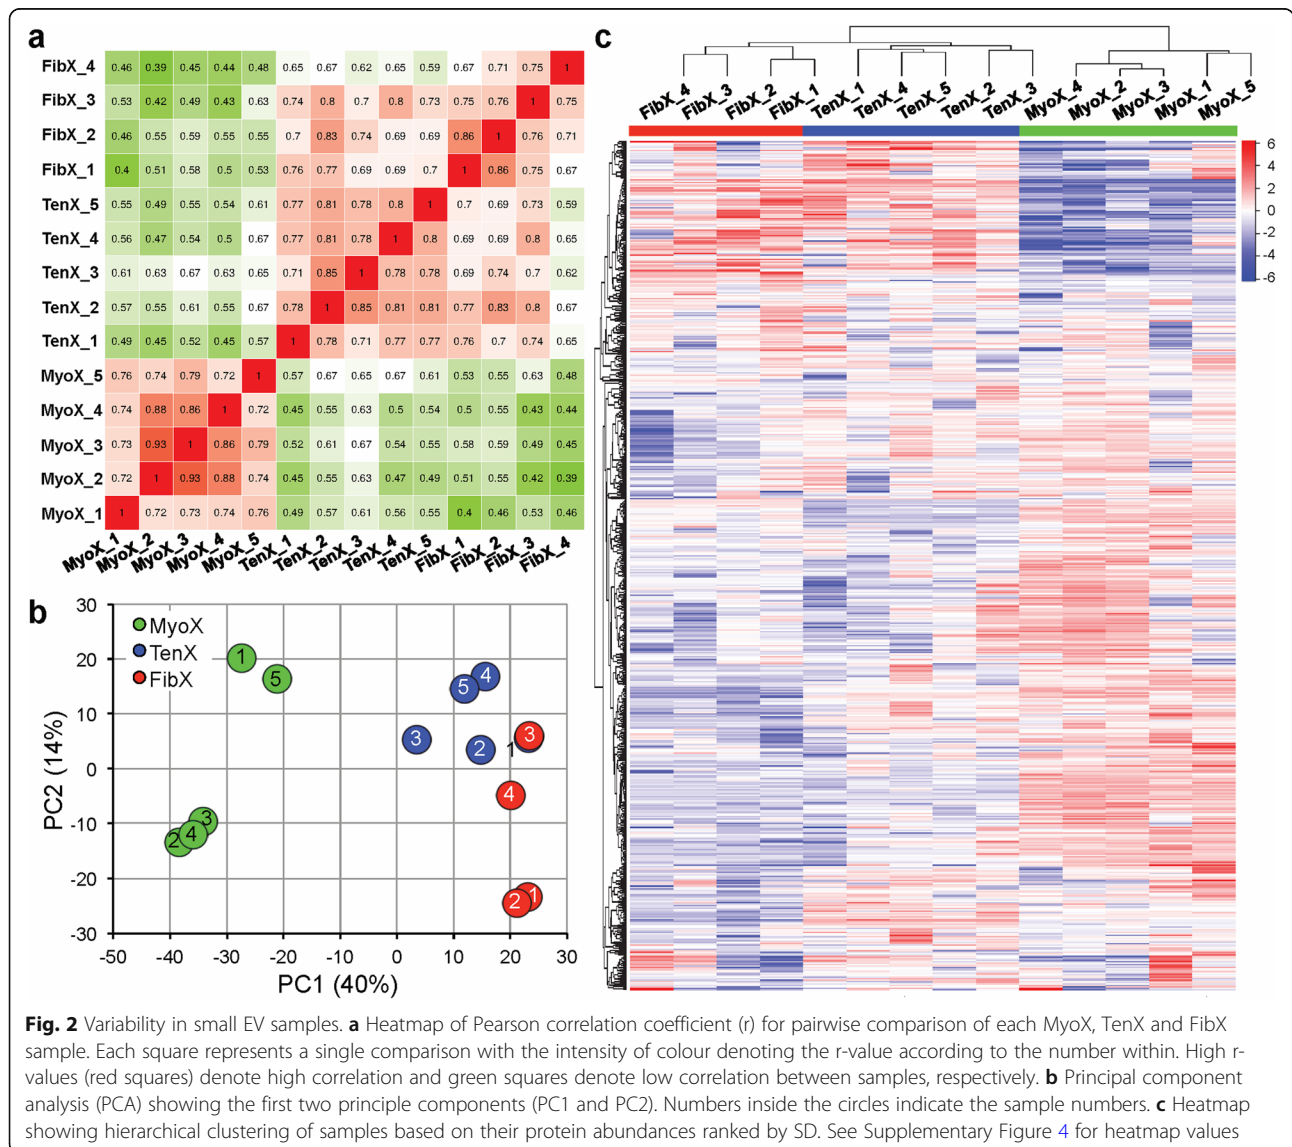 a
FibX_4 0.46 0.39 0.45 0.44 0.48 0.65 0.67 0.62 0.65 0.59 0.67 0.71 0.75 1
FibX_3 0.53 0.42 0.49 0.43 0.63 0.74 0.8 0.7 0.8 0.73 0.75 0.76 1 0.75
FibX_2 0.46 0.55 0.59 0.55 0.55 0.7 0.83 0.74 0.69 0.69 0.86 1 0.76 0.71
FibX_1 0.4 0.51 0.58 0.5 0.53 0.76 0.77 0.69 0.69 0.7 1 0.86 0.75 0.67
TenX_5 0.55 0.49 0.55 0.54 0.61 0.77 0.81 0.78 0.8 1 0.7 0.69 0.73 0.59
TenX_4 0.56 0.47 0.54 0.5 0.67 0.77 0.81 0.78 1 0.8 0.69 0.69 0.8 0.65
TenX_3 0.61 0.63 0.67 0.63 0.65 0.71 0.85 1 0.78 0.78 0.69 0.74 0.7 0.62
TenX_2 0.57 0.55 0.61 0.55 0.67 0.78 1 0.85 0.81 0.81 0.77 0.83 0.8 0.67
TenX_1 0.49 0.45 0.52 0.45 0.57 1 0.78 0.71 0.77 0.77 0.76 0.7 0.74 0.65
MyoX_5 0.76 0.74 0.79 0.72 1 0.57 0.67 0.65 0.67 0.61 0.53 0.55 0.63 0.48
MyoX_4 0.74 0.88 0.86 1 0.72 0.45 0.55 0.63 0.5 0.54 0.5 0.55 0.43 0.44
MyoX_3 0.73 0.93 1 0.86 0.79 0.52 0.61 0.67 0.54 0.55 0.58 0.59 0.49 0.45
MyoX_2 0.72 1 0.93 0.88 0.74 0.45 0.55 0.63 0.47 0.49 0.51 0.55 0.42 0.39
MyoX_1 1 0.72 0.73 0.74 0.76 0.49 0.57 0.61 0.56 0.55 0.4 0.46 0.53 0.46
MyoX_1 MyoX_2 MyoX_3 MyoX_4 MyoX_5 TenX_1 TenX_2 TenX_3 TenX_4 TenX_5 FibX_1 FibX_2 FibX_3 FibX_4
b
MyoX
TenX
FibX
30
20
10
0
-10
-20
-30
PC2 (14%)
1
5
4
5
3
2
1
3
4
3
4
2
1
2
-50 -40 -30 -20 -10 0 10 20 30
PC1 (40%)
c
FibX_4 FibX_3 FibX_2 FibX_1 TenX_1 TenX_4 TenX_5 TenX_2 TenX_3 MyoX_4 MyoX_2 MyoX_3 MyoX_1 MyoX_5
6
4
2
0
-2
-4
-6
Fig. 2 Variability in small EV samples. a Heatmap of Pearson correlation coefficient (r) for pairwise comparison of each MyoX, TenX and FibX
sample. Each square represents a single comparison with the intensity of colour denoting the r-value according to the number within. High r-
values (red squares) denote high correlation and green squares denote low correlation between samples, respectively. b Principal component
analysis (PCA) showing the first two principle components (PC1 and PC2). Numbers inside the circles indicate the sample numbers. c Heatmap
showing hierarchical clustering of samples based on their protein abundances ranked by SD. See Supplementary Figure 4 for heatmap values